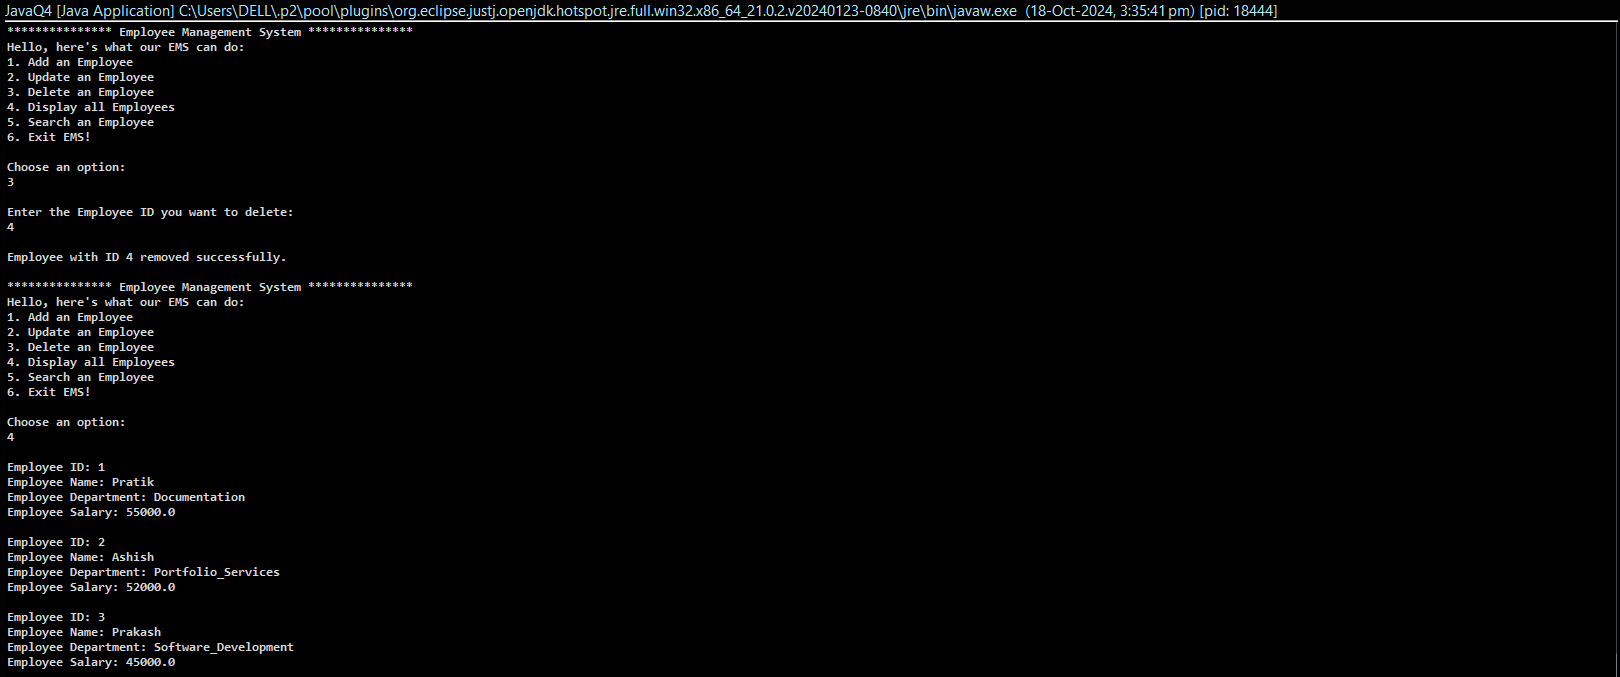 JavaQ4 [Java Application] C:\Users\DELL\.p2\pool\plugins\org.eclipse.justj.openjdk.hotspot.jre.full.win32.x86_64_21.0.2.v20240123-0840\jre\bin\javaw.exe (18-Oct-2024, 3:35:41 pm) [pid: 18444]
*************** Employee Management System ***************
Hello, here's what our EMS can do:
1. Add an Employee
2. Update an Employee
3. Delete an Employee
4. Display all Employees
5. Search an Employee
6. Exit EMS!
Choose an option:
3
Enter the Employee ID you want to delete:
4
Employee with ID 4 removed successfully.
*************** Employee Management System ***************
Hello, here's what our EMS can do:
1. Add an Employee
2. Update an Employee
3. Delete an Employee
4. Display all Employees
5. Search an Employee
6. Exit EMS!
Choose an option:
4
Employee ID: 1
Employee Name: Pratik
Employee Department: Documentation
Employee Salary: 55000.0
Employee ID: 2
Employee Name: Ashish
Employee Department: Portfolio_Services
Employee Salary: 52000.0
Employee ID: 3
Employee Name: Prakash
Employee Department: Software_Development
Employee Salary: 45000.0